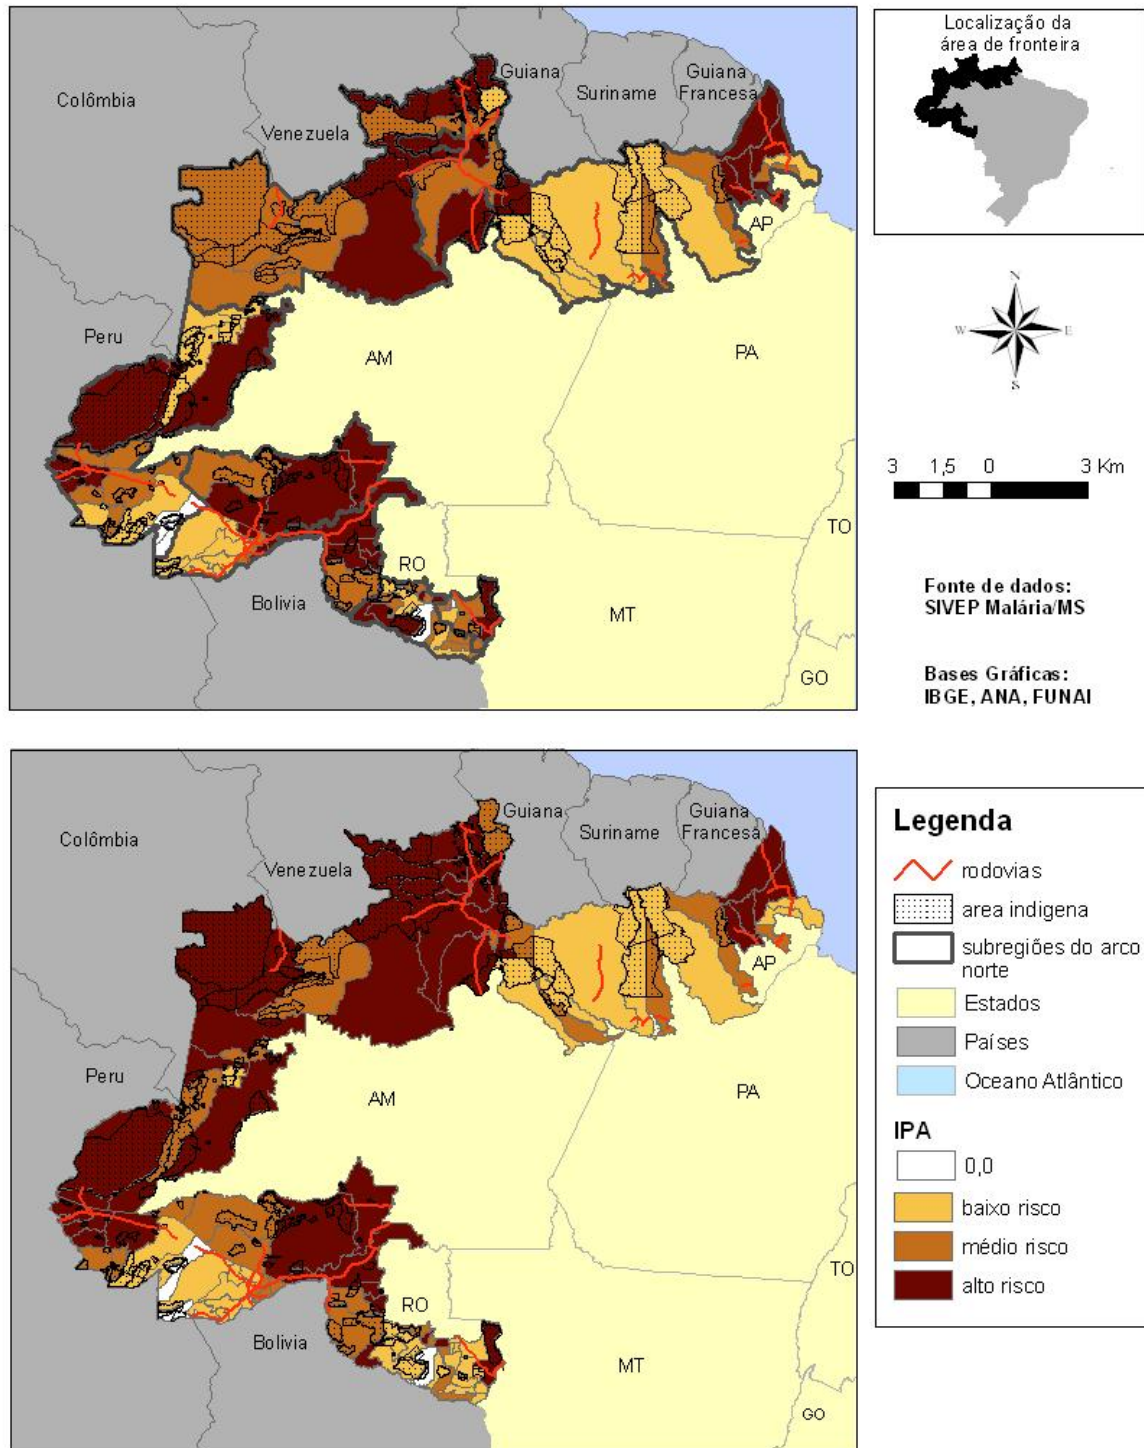 Colômbia
Venezuela
Guiana
Suriname
Guiana
Francesa
Peru
AM
AP
PA
RO
Bolivia
MT
TO
GO
Localização da
área de fronteira
N
W
E
S
3 1,5 0 3 Km
Fonte de dados:
SIVEP Malária/MS
Bases Gráficas:
IBGE, ANA, FUNAI
Colômbia
Venezuela
Guiana
Suriname
Guiana
Francesa
Peru
AM
AP
PA
RO
Bolivia
MT
TO
GO
Legenda
rodovias
area indigena
subregiões do arco
norte
Estados
Países
Oceano Atlântico
IPA
0,0
baixo risco
médio risco
alto risco